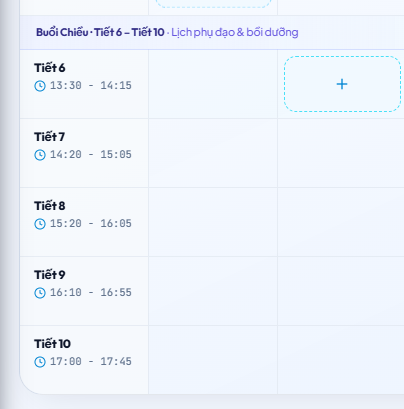 Buổi Chiều · Tiết 6 – Tiết 10 · Lịch phụ đạo & bồi dưỡng
Tiết 6
13:30 - 14:15
+
Tiết 7
14:20 - 15:05
Tiết 8
15:20 - 16:05
Tiết 9
16:10 - 16:55
Tiết 10
17:00 - 17:45